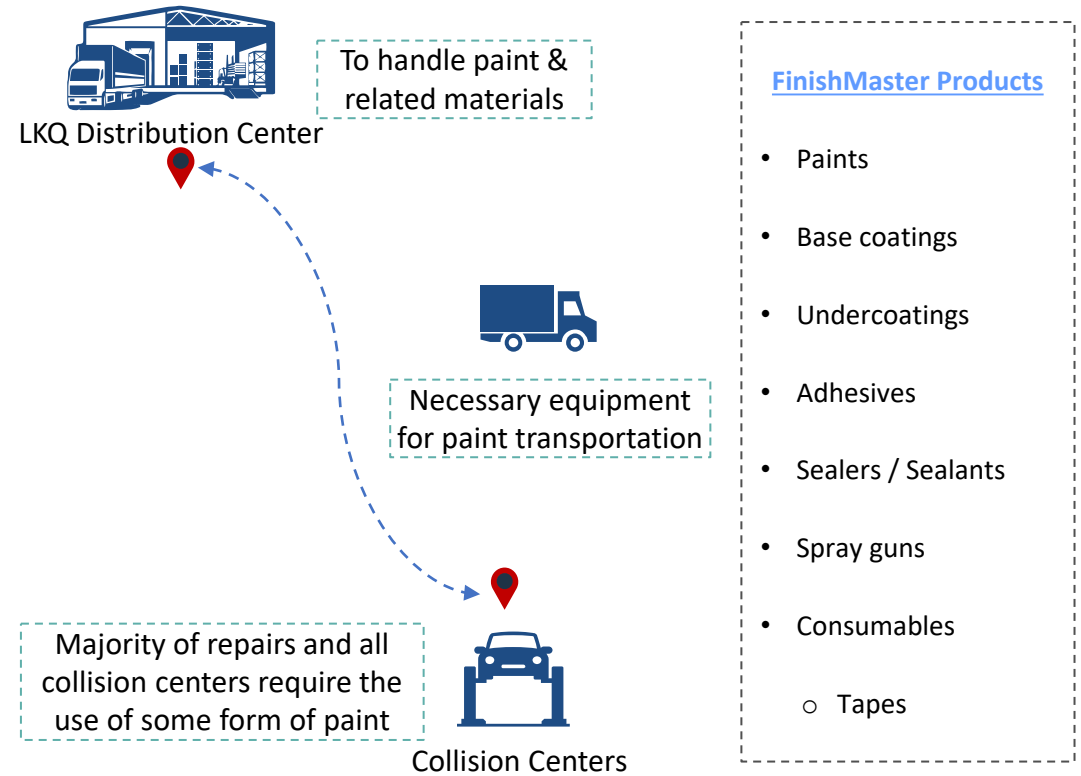 To handle paint &
related materials
LKQ Distribution Center
Necessary equipment
for paint transportation
Majority of repairs and all
collision centers require the
use of some form of paint
Collision Centers
FinishMaster Products
• Paints
• Base coatings
• Undercoatings
• Adhesives
• Sealers / Sealants
• Spray guns
• Consumables
o Tapes